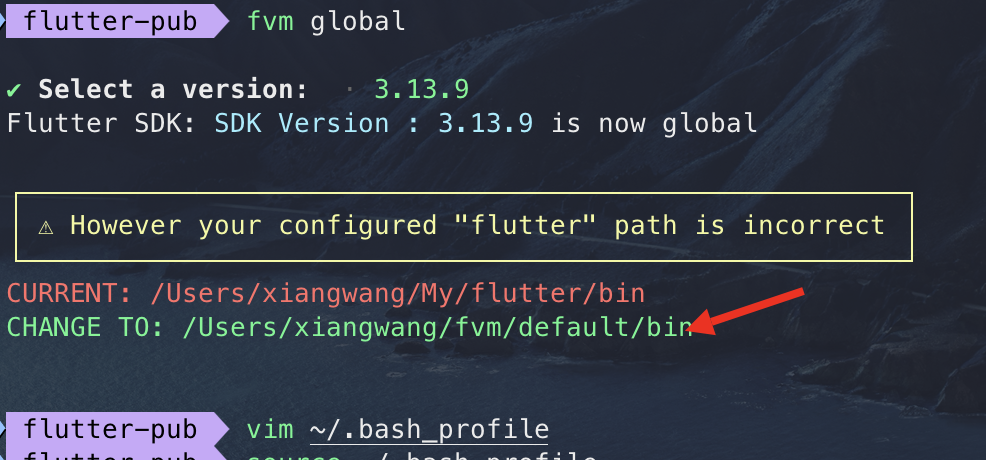 flutter-pub fvm global
✔ Select a version: · 3.13.9
Flutter SDK: SDK Version : 3.13.9 is now global
⚠ However your configured "flutter" path is incorrect
CURRENT: /Users/xiangwang/My/flutter/bin
CHANGE TO: /Users/xiangwang/fvm/default/bin
flutter-pub vim ~/.bash_profile
flutter-pub source ~/.bash_profile